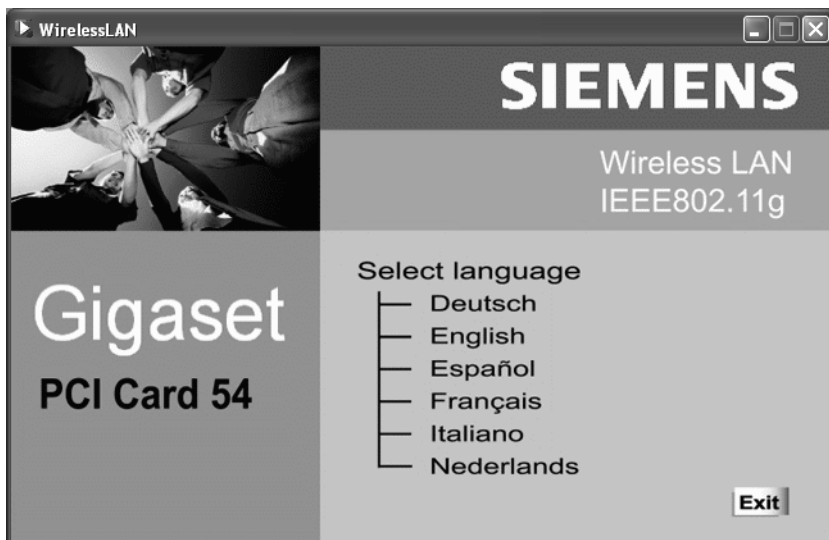 WirelessLAN
SIEMENS
Wireless LAN
IEEE802.11g
Gigaset
PCI Card 54
Select language
Deutsch
English
Español
Français
Italiano
Nederlands
Exit